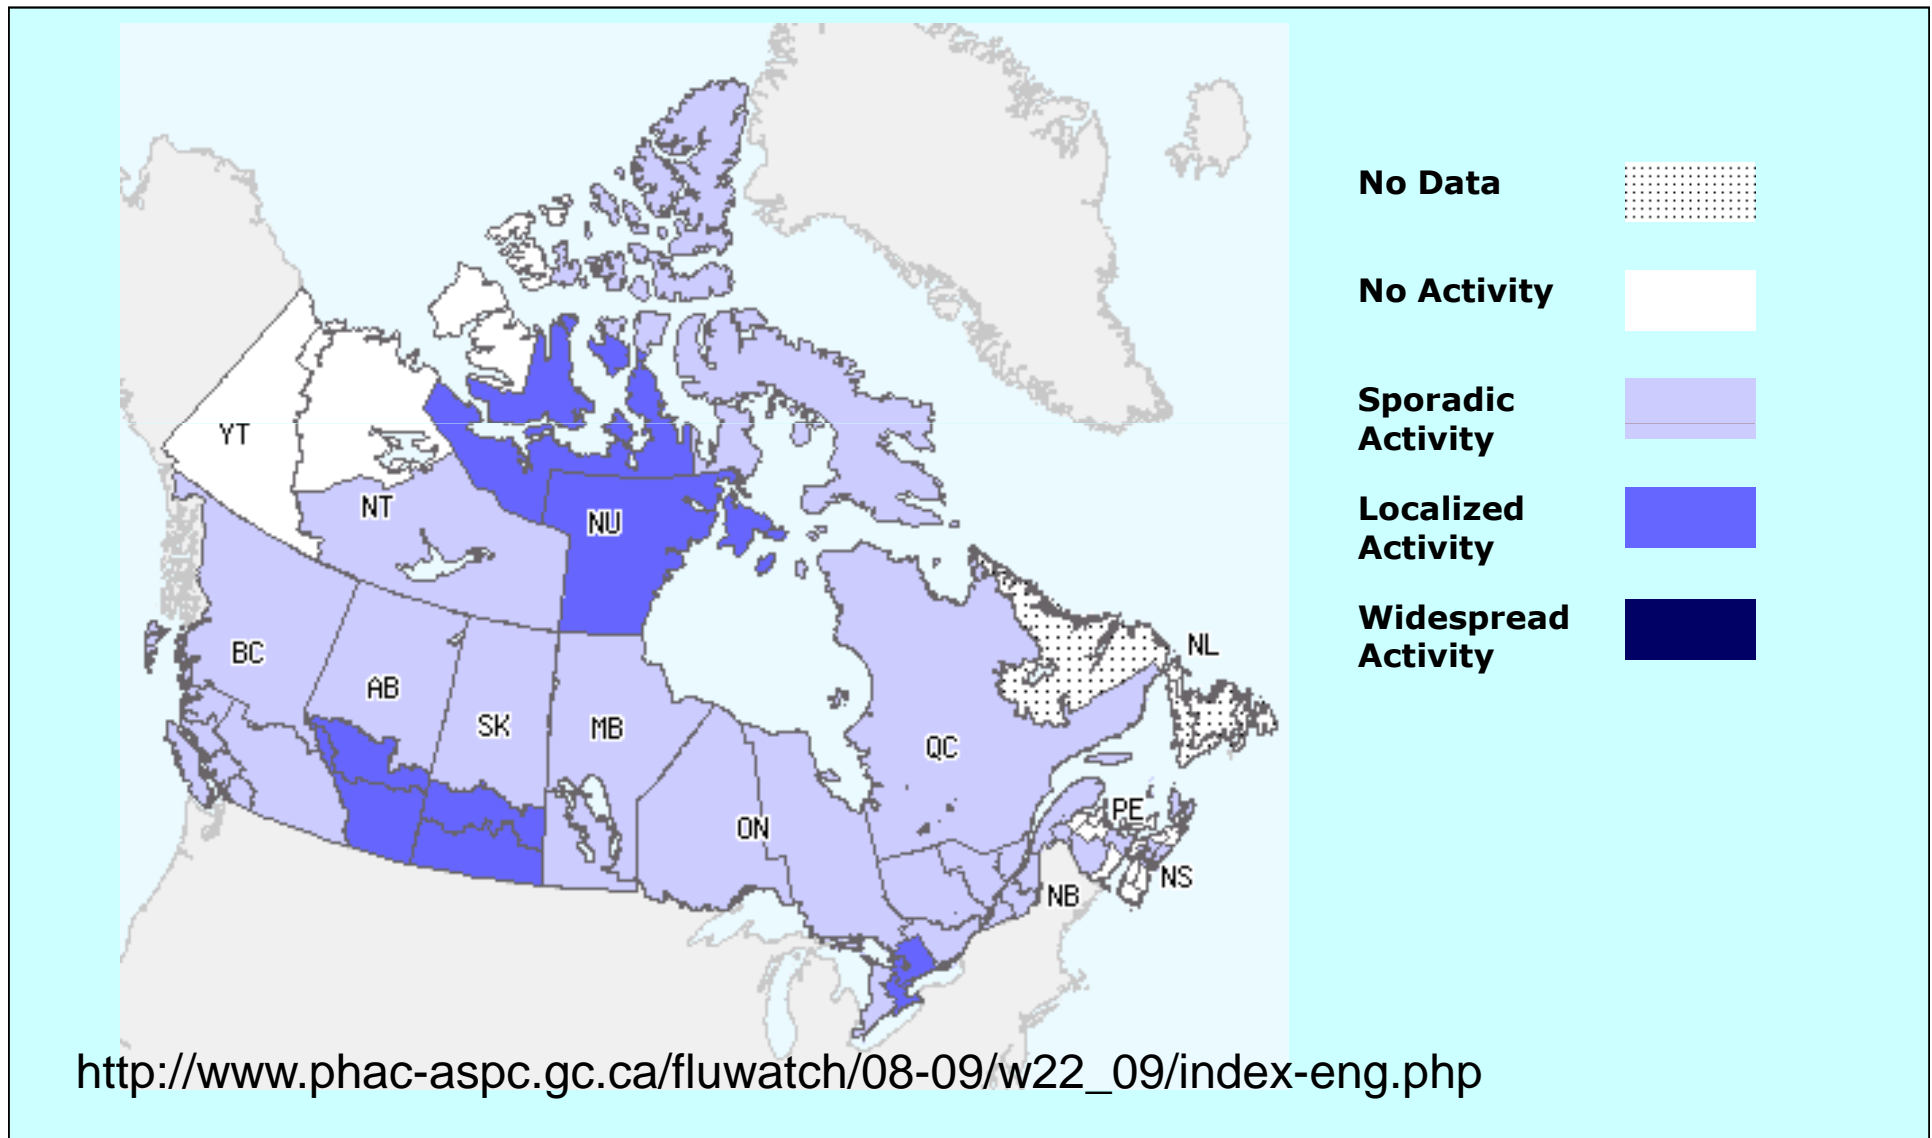 No Data
No Activity
Sporadic
Activity
Localized
Activity
Widespread
Activity
YT
NT
NU
BC
AB
SK
MB
ON
QC
NL
PE
NS
NB
http://www.phac-aspc.gc.ca/fluwatch/08-09/w22_09/index-eng.php